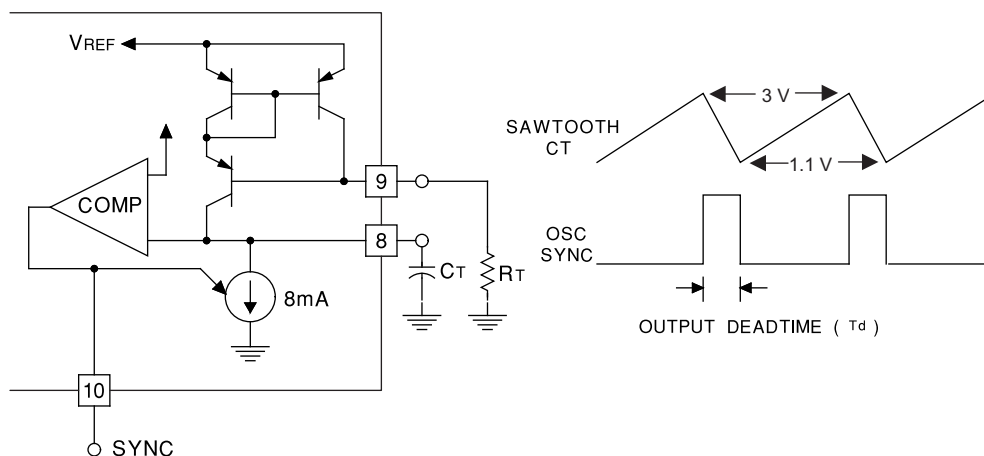 VREF
COMP
9
8
CT
RT
8mA
10
SYNC
3 V
SAWTOOTH
CT
1.1 V
OSC
SYNC
OUTPUT DEADTIME ( Td )